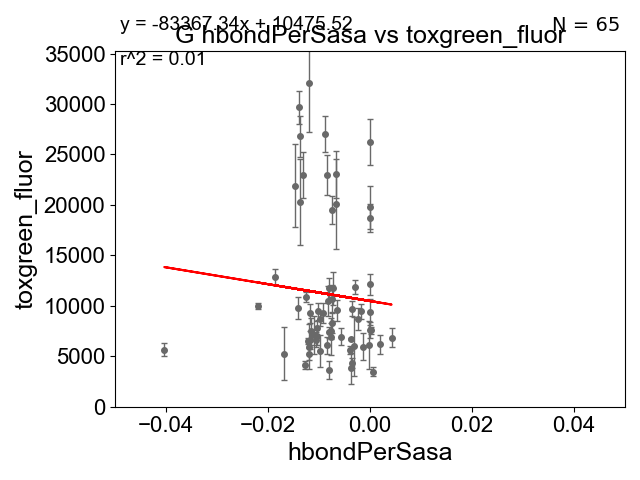 y = -83367.34x + 10475.52
N = 65
G hbondPerSasa vs toxgreen_fluor
r^2 = 0.01
35000
30000
25000
20000
15000
10000
5000
0
toxgreen_fluor
−0.04
−0.02
0.00
0.02
0.04
hbondPerSasa